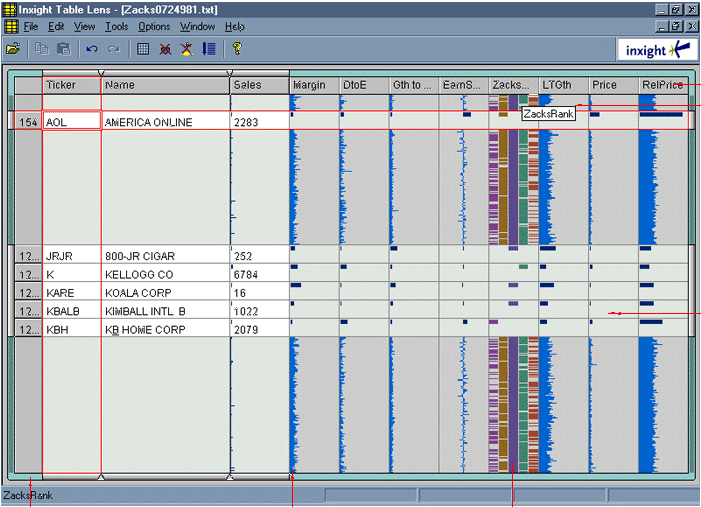 Inxight Table Lens - [Zacks0724981.txt]
File Edit View Tools Options Window Help
inxight
Ticker Name Sales Margin DtoE Gth to ... EarnS... Zacks... LTGth Price RelPrice
ZacksRank
154 AOL AMERICA ONLINE 2283
12... JRJR 800-JR CIGAR 252
12... K KELLOGG CO 6784
12... KARE KOALA CORP 16
12... KBALB KIMBALL INTL B 1022
12... KBH KB HOME CORP 2079
ZacksRank